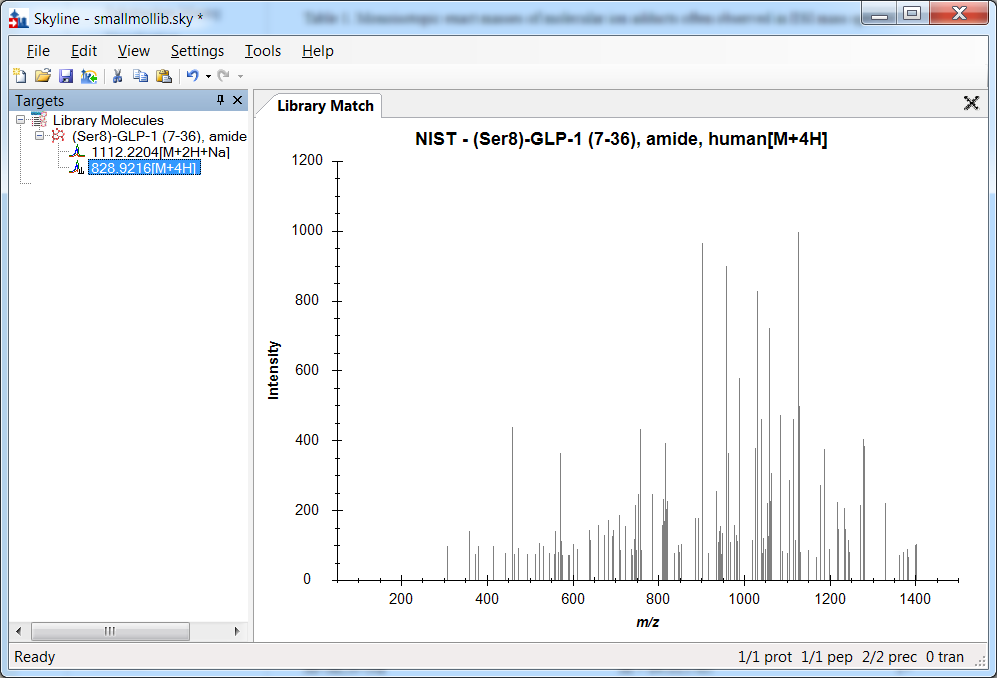 Skyline - smallmollib.sky *
File Edit View Settings Tools Help
Targets
Library Molecules
(Ser8)-GLP-1 (7-36), amide
1112.2204[M+2H+Na]
828.9216[M+4H]
Library Match
NIST - (Ser8)-GLP-1 (7-36), amide, human[M+4H]
1200
1000
800
600
400
200
0
Intensity
200 400 600 800 1000 1200 1400
m/z
Ready
1/1 prot 1/1 pep 2/2 prec 0 tran